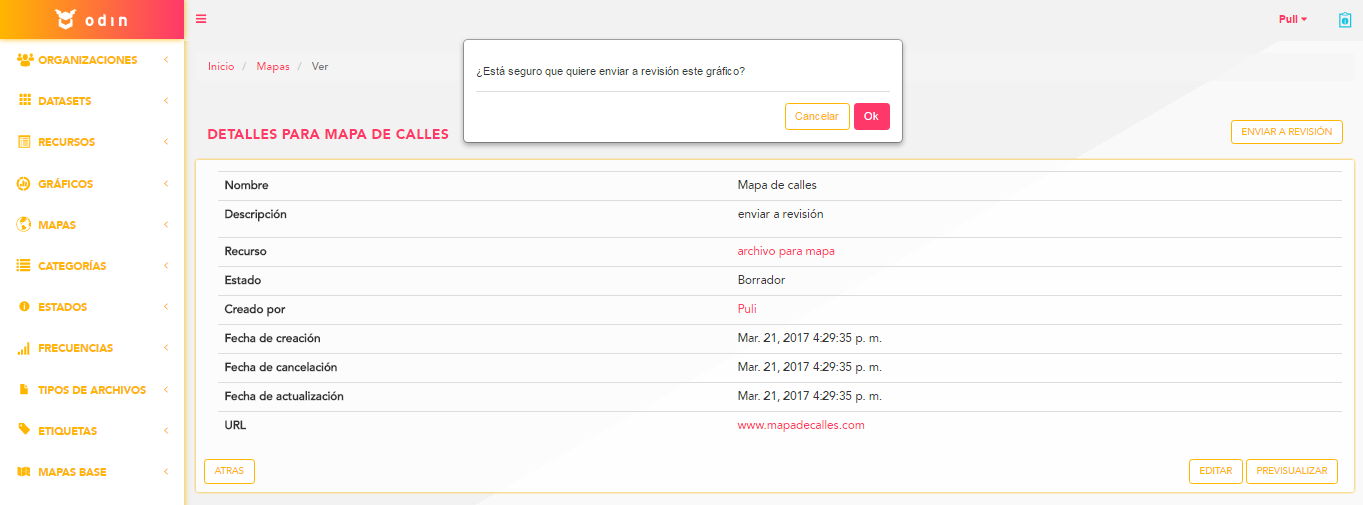 odin
Puli
Inicio / Mapas / Ver
¿Está seguro que quiere enviar a revisión este gráfico?
Cancelar
Ok
ORGANIZACIONES
DATASETS
RECURSOS
GRÁFICOS
MAPAS
CATEGORÍAS
ESTADOS
FRECUENCIAS
TIPOS DE ARCHIVOS
ETIQUETAS
MAPAS BASE
DETALLES PARA MAPA DE CALLES
ENVIAR A REVISIÓN
Nombre Mapa de calles
Descripción enviar a revisión
Recurso archivo para mapa
Estado Borrador
Creado por Puli
Fecha de creación Mar. 21, 2017 4:29:35 p. m.
Fecha de cancelación Mar. 21, 2017 4:29:35 p. m.
Fecha de actualización Mar. 21, 2017 4:29:35 p. m.
URL www.mapadecalles.com
ATRAS
EDITAR
PREVISUALIZAR